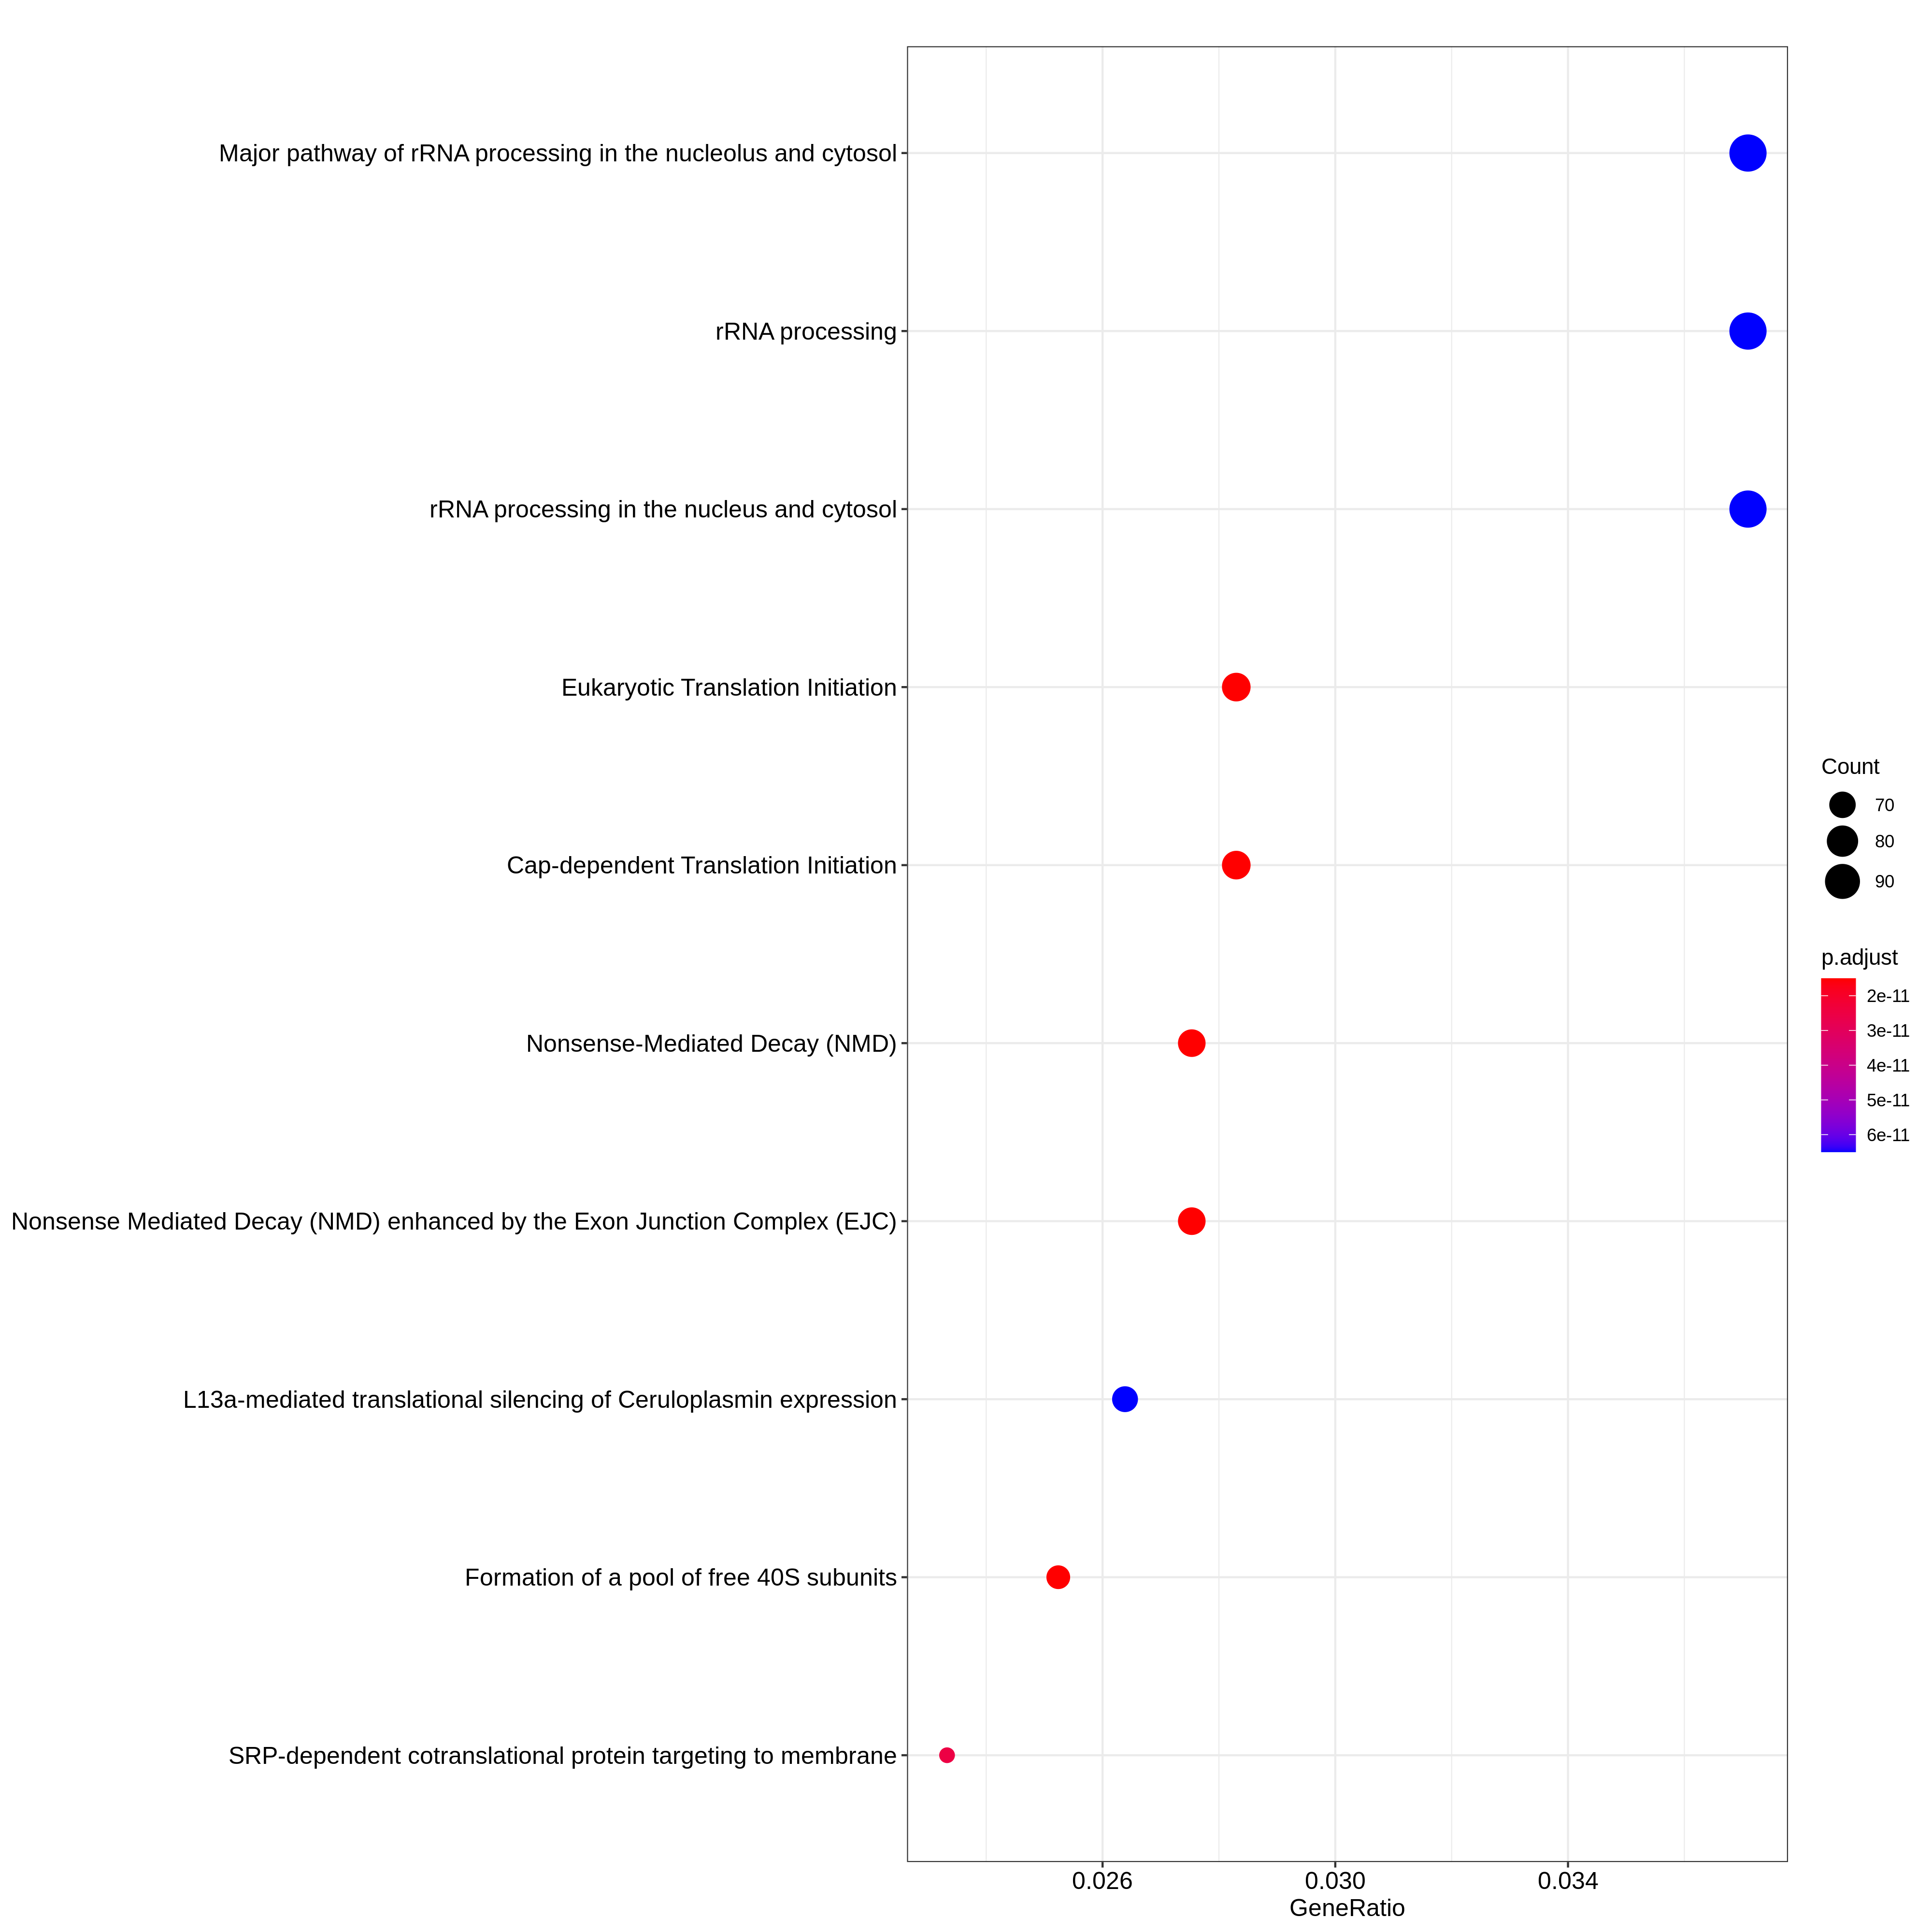 Major pathway of rRNA processing in the nucleolus and cytosol
rRNA processing
rRNA processing in the nucleus and cytosol
Eukaryotic Translation Initiation
Cap-dependent Translation Initiation
Nonsense-Mediated Decay (NMD)
Nonsense Mediated Decay (NMD) enhanced by the Exon Junction Complex (EJC)
L13a-mediated translational silencing of Ceruloplasmin expression
Formation of a pool of free 40S subunits
SRP-dependent cotranslational protein targeting to membrane
0.026 0.030 0.034
GeneRatio
Count
70
80
90
p.adjust
2e-11
3e-11
4e-11
5e-11
6e-11